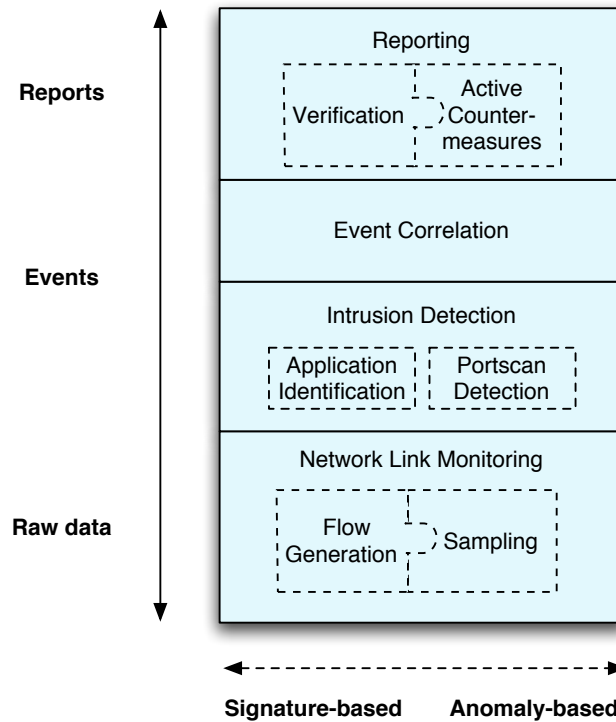 Reporting
Reports
Verification
Active
Counter-
measures
Event Correlation
Events
Intrusion Detection
Application
Identification
Portscan
Detection
Network Link Monitoring
Raw data
Flow
Generation
Sampling
Signature-based
Anomaly-based